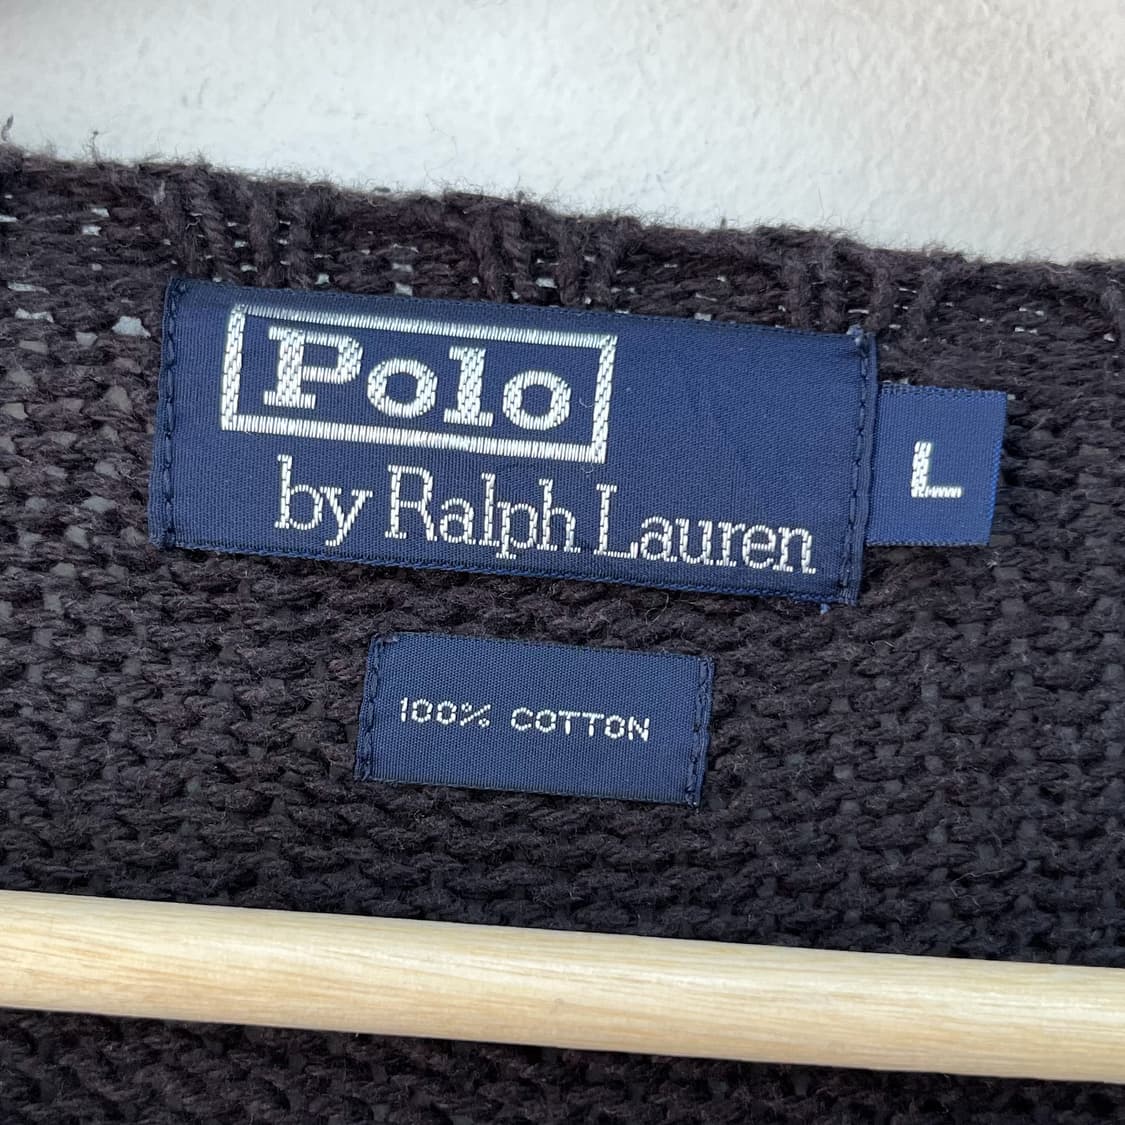 Polo
by Ralph Lauren
L
100% COTTON